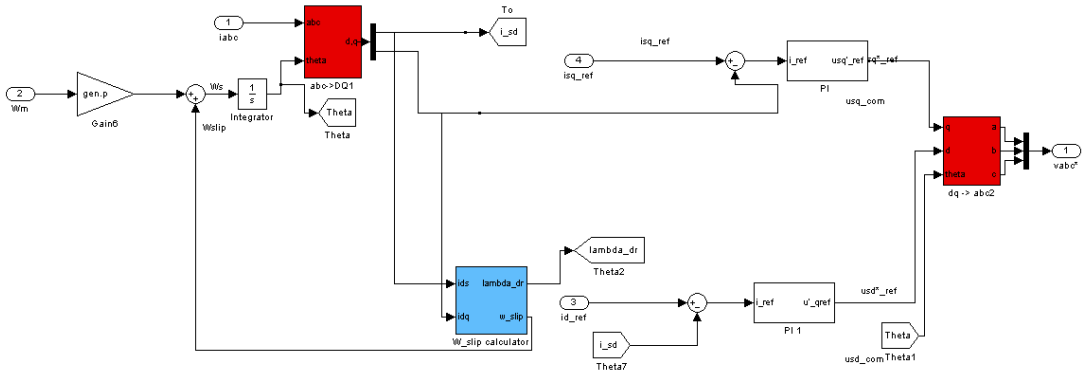 1
iabc
abc
theta
d,q
abc->DQ1
To
i_sd
4
isq_ref
isq_ref
+
-
i_ref
usq'_ref
PI
sq*_ref
usq_com
2
Wm
gen.p
Gain6
+
+
Ws
Wslip
1
s
Integrator
Theta
Theta
q
d
theta
a
b
c
dq -> abc2
1
vabc*
ids
idq
lambda_dr
w_slip
W_slip calculator
lambda_dr
Theta2
3
id_ref
+
-
i_sd
Theta7
i_ref
u'_qref
PI 1
usd*_ref
Theta
usd_com
Theta1